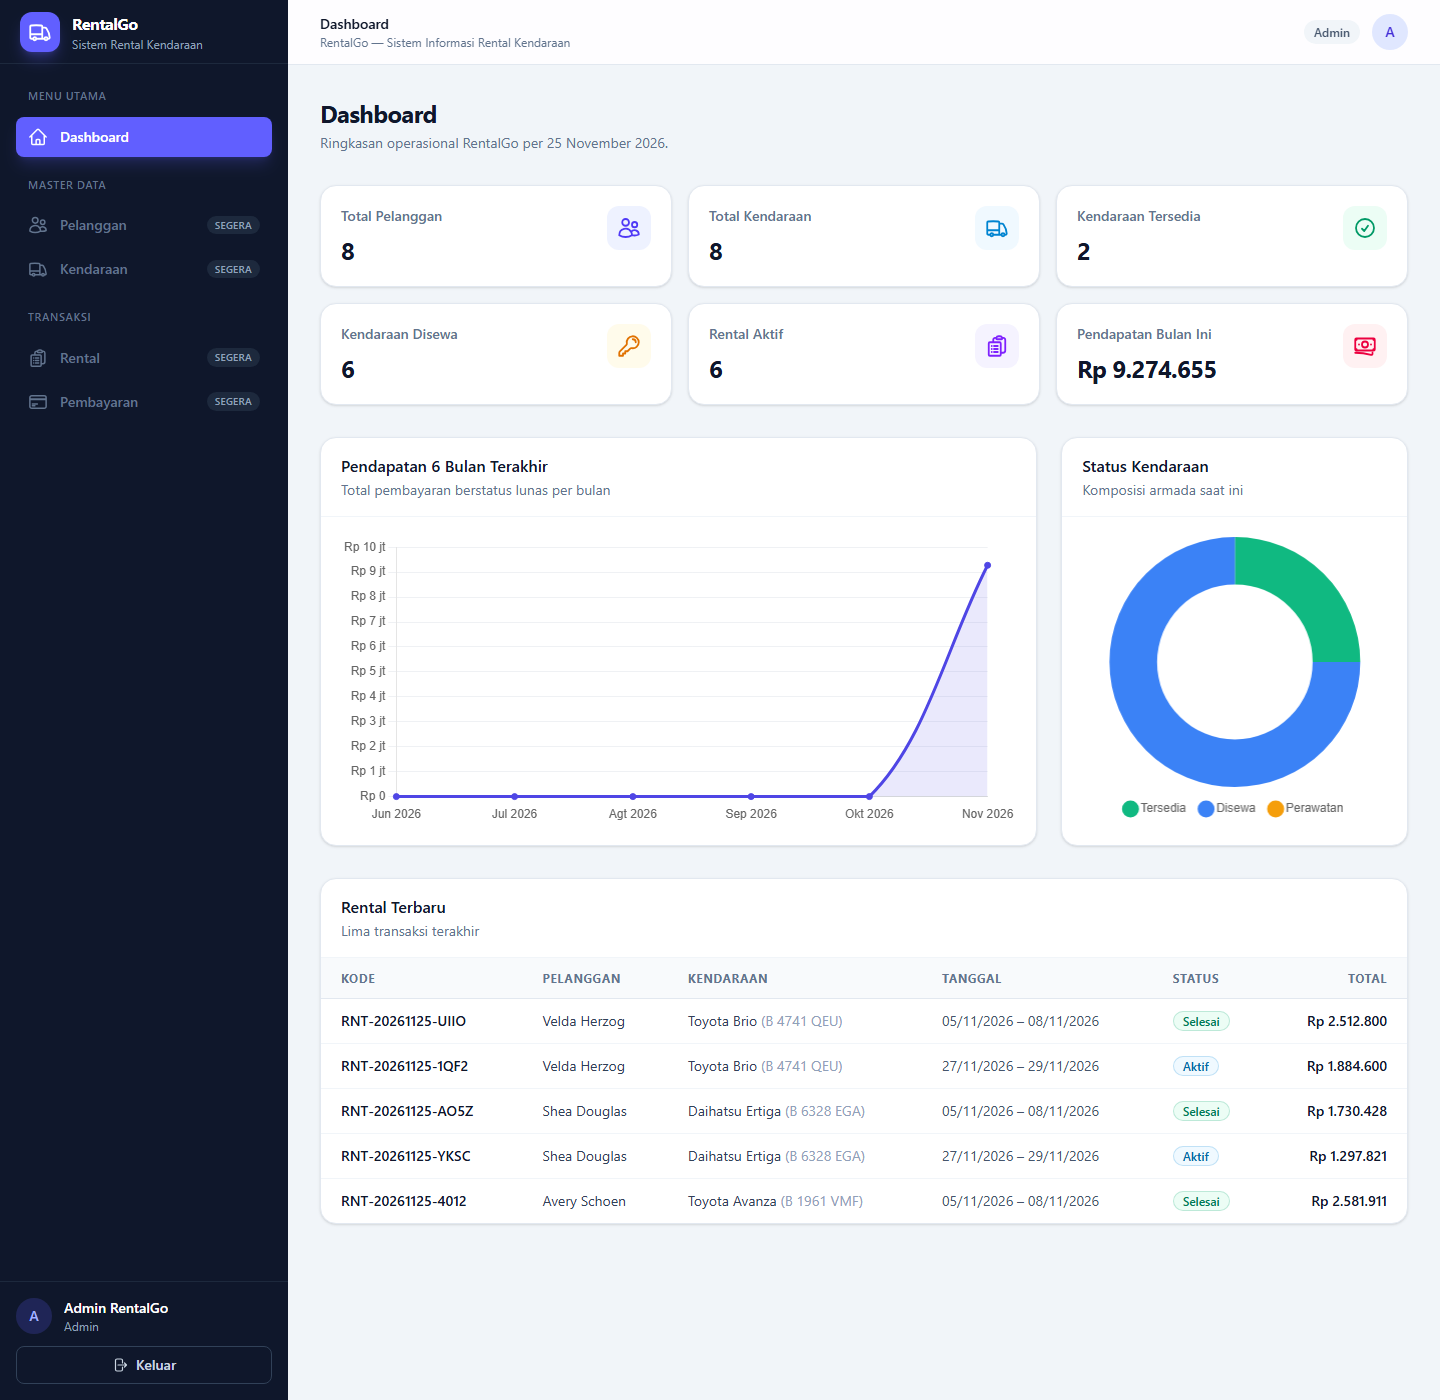 RentalGo
Sistem Rental Kendaraan
MENU UTAMA
Dashboard
MASTER DATA
Pelanggan SEGERA
Kendaraan SEGERA
TRANSAKSI
Rental SEGERA
Pembayaran SEGERA
A
Admin RentalGo
Admin
Keluar
Dashboard
RentalGo — Sistem Informasi Rental Kendaraan
Admin A
Dashboard
Ringkasan operasional RentalGo per 25 November 2026.
Total Pelanggan
8
Total Kendaraan
8
Kendaraan Tersedia
2
Kendaraan Disewa
6
Rental Aktif
6
Pendapatan Bulan Ini
Rp 9.274.655
Pendapatan 6 Bulan Terakhir
Total pembayaran berstatus lunas per bulan
Rp 10 jt
Rp 9 jt
Rp 8 jt
Rp 7 jt
Rp 6 jt
Rp 5 jt
Rp 4 jt
Rp 3 jt
Rp 2 jt
Rp 1 jt
Rp 0
Jun 2026 Jul 2026 Agt 2026 Sep 2026 Okt 2026 Nov 2026
Status Kendaraan
Komposisi armada saat ini
Tersedia Disewa Perawatan
Rental Terbaru
Lima transaksi terakhir
KODE PELANGGAN KENDARAAN TANGGAL STATUS TOTAL
RNT-20261125-UIIO Velda Herzog Toyota Brio (B 4741 QEU) 05/11/2026 – 08/11/2026 Selesai Rp 2.512.800
RNT-20261125-1QF2 Velda Herzog Toyota Brio (B 4741 QEU) 27/11/2026 – 29/11/2026 Aktif Rp 1.884.600
RNT-20261125-AO5Z Shea Douglas Daihatsu Ertiga (B 6328 EGA) 05/11/2026 – 08/11/2026 Selesai Rp 1.730.428
RNT-20261125-YKSC Shea Douglas Daihatsu Ertiga (B 6328 EGA) 27/11/2026 – 29/11/2026 Aktif Rp 1.297.821
RNT-20261125-4012 Avery Schoen Toyota Avanza (B 1961 VMF) 05/11/2026 – 08/11/2026 Selesai Rp 2.581.911